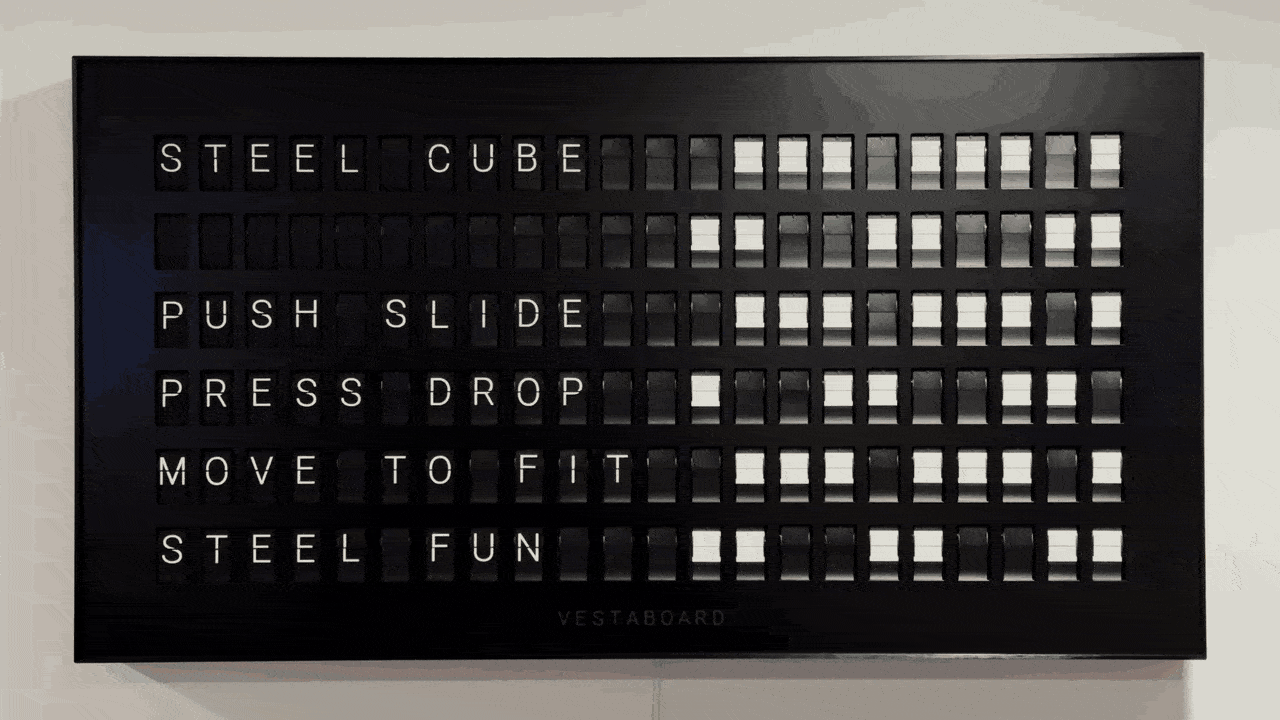 STEEL CUBE
PUSH SLIDE
PRESS DROP
MOVE TO FIT
STEEL FUN
VESTABOARD